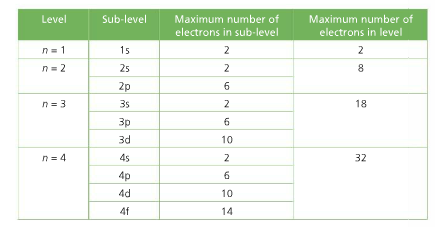 Level Sub-level Maximum number of electrons in sub-level Maximum number of electrons in level
n = 1 1s 2 2
n = 2 2s 2 8
2p 6
n = 3 3s 2 18
3p 6
3d 10
n = 4 4s 2 32
4p 6
4d 10
4f 14